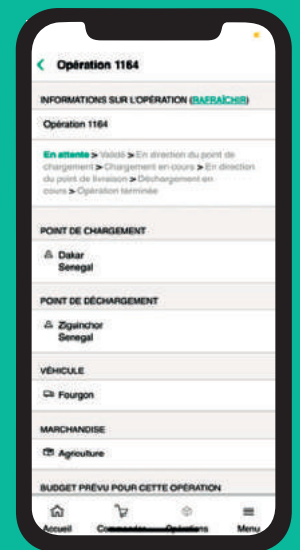 Opération 1164
INFORMATIONS SUR L'OPÉRATION (RAFRAÎCHIR)
Opération 1164
En attente > Validé > En direction du point de
chargement > Chargement en cours > En direction
du point de livraison > Déchargement en
cours > Opération terminée
POINT DE CHARGEMENT
Dakar
Senegal
POINT DE DÉCHARGEMENT
Ziguinchor
Senegal
VÉHICULE
Fourgon
MARCHANDISE
Agriculture
BUDGET PRÉVU POUR CETTE OPÉRATION
Accueil Commandes Opérations Menu